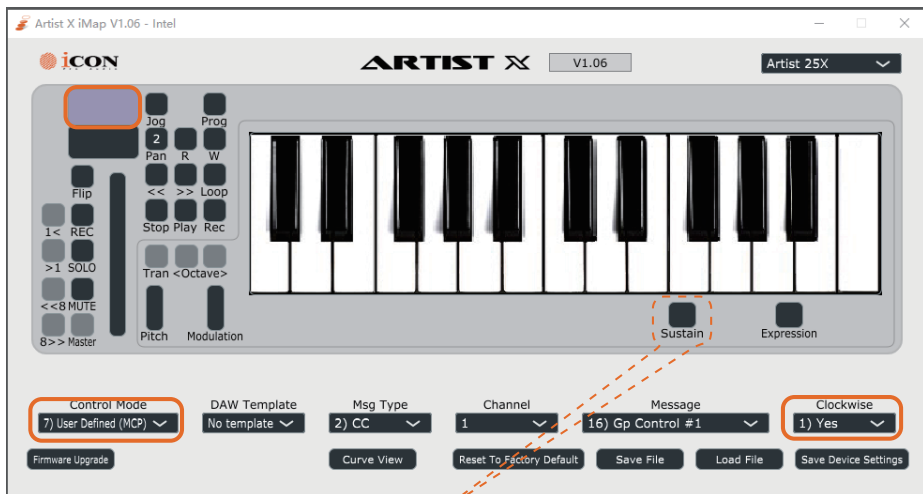 Artist X iMap V1.06 - Intel
iCON
PRO AUDIO
ARTIST X
V1.06
Artist 25X
Jog Prog
2
Pan R W
Flip
<< >> Loop
1< REC
Stop Play Rec
>1 SOLO
Tran <Octave>
<<8 MUTE
8>> Master
Pitch Modulation
Sustain Expression
Control Mode DAW Template Msg Type Channel Message Clockwise
7) User Defined (MCP) No template 2) CC 1 16) Gp Control #1 1) Yes
Firmware Upgrade Curve View Reset To Factory Default Save File Load File Save Device Settings